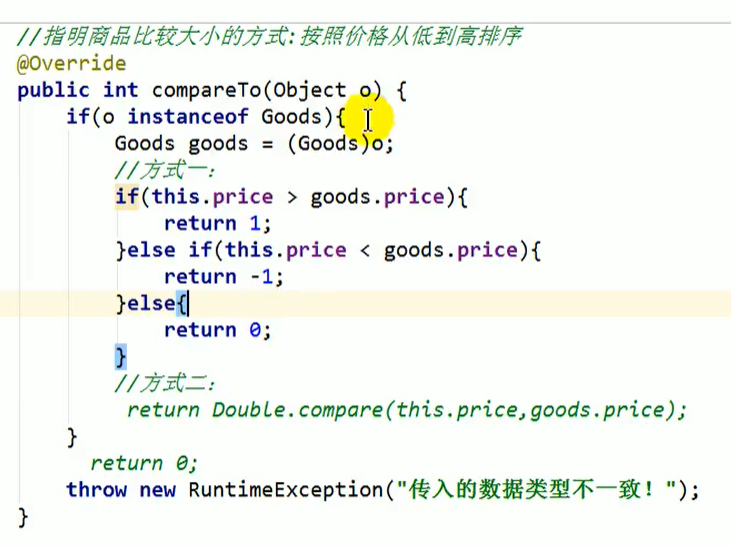 //指明商品比较大小的方式:按照价格从低到高排序
@Override
public int compareTo(Object o) {
if(o instanceof Goods){
Goods goods = (Goods)o;
//方式一：
if(this.price > goods.price){
return 1;
}else if(this.price < goods.price){
return -1;
}else{
return 0;
}
//方式二：
return Double.compare(this.price,goods.price);
}
return 0;
throw new RuntimeException("传入的数据类型不一致！");
}